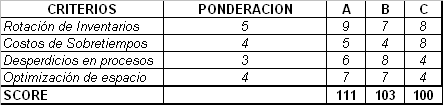 CRITERIOS PONDERACION A B C
Rotación de Inventarios 5 9 7 8
Costos de Sobretiempos 4 5 4 8
Desperdicios en procesos 3 6 8 4
Optimización de espacio 4 7 7 4
SCORE 111 103 100